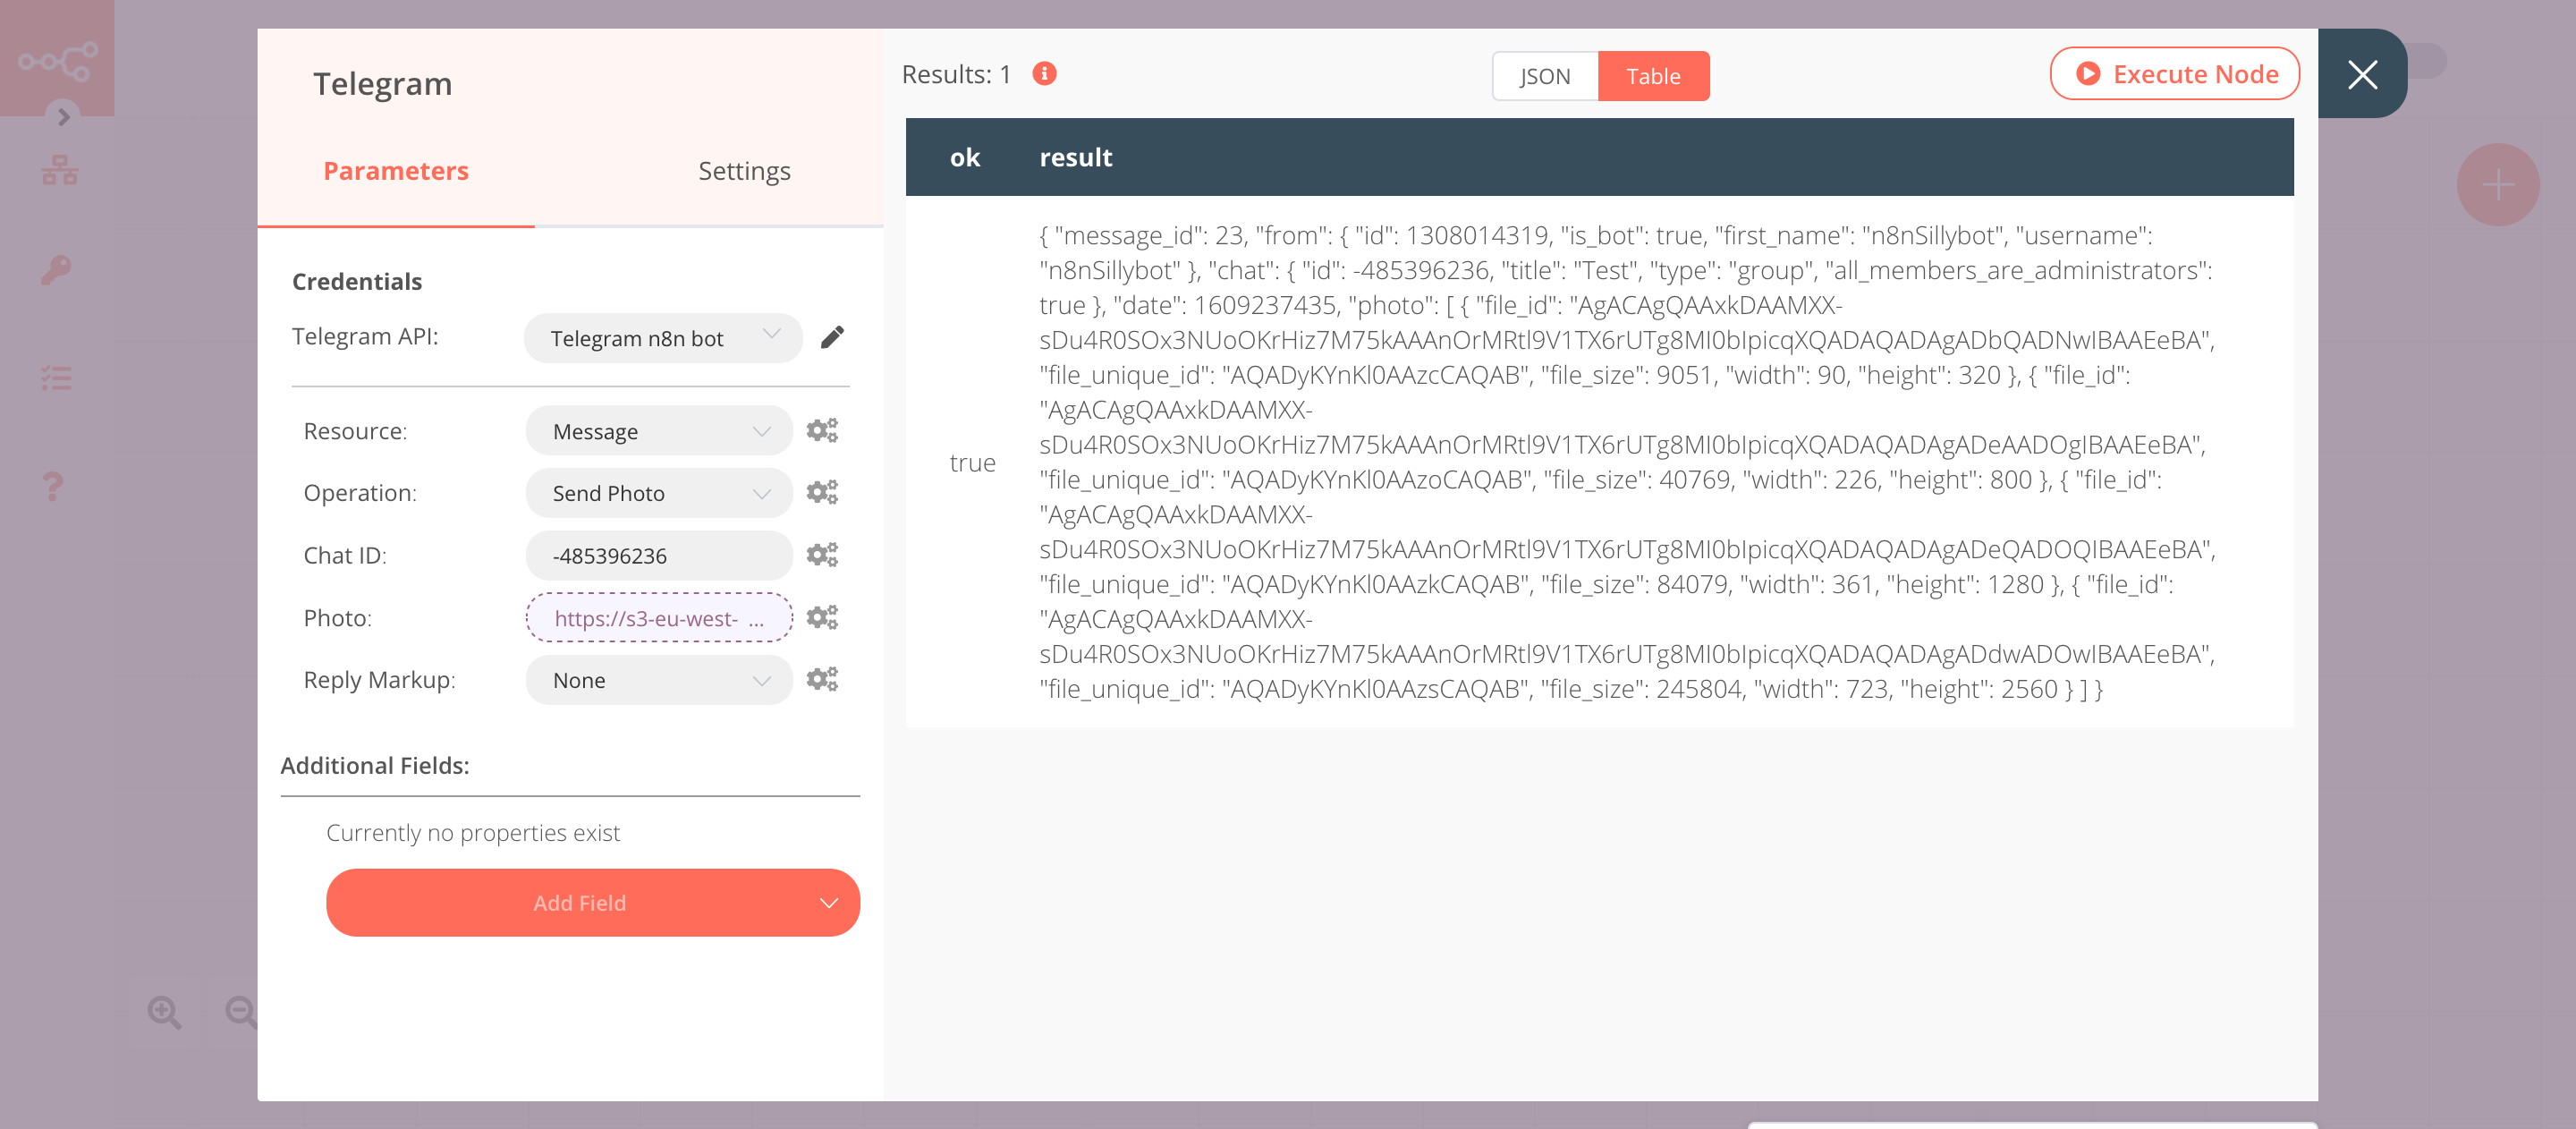 Telegram
Parameters
Settings
Credentials
Telegram API:
Telegram n8n bot
Resource:
Message
Operation:
Send Photo
Chat ID:
-485396236
Photo:
https://s3-eu-west- ...
Reply Markup:
None
Additional Fields:
Currently no properties exist
Add Field
Results: 1
JSON
Table
Execute Node
ok
result
true
{ "message_id": 23, "from": { "id": 1308014319, "is_bot": true, "first_name": "n8nSillybot", "username":
"n8nSillybot" }, "chat": { "id": -485396236, "title": "Test", "type": "group", "all_members_are_administrators":
true }, "date": 1609237435, "photo": [ { "file_id": "AgACAgQAAxkDAAMXX-
sDu4R0SOx3NUoOKrHiz7M75kAAAnOrMRtl9V1TX6rUTg8MI0bIpicqXQADAQADAgADbQADNwIBAAEeBA",
"file_unique_id": "AQADyKYnKl0AAzcCAQAB", "file_size": 9051, "width": 90, "height": 320 }, { "file_id":
"AgACAgQAAxkDAAMXX-
sDu4R0SOx3NUoOKrHiz7M75kAAAnOrMRtl9V1TX6rUTg8MI0bIpicqXQADAQADAgADeAADOgIBAAEeBA",
"file_unique_id": "AQADyKYnKl0AAzoCAQAB", "file_size": 40769, "width": 226, "height": 800 }, { "file_id":
"AgACAgQAAxkDAAMXX-
sDu4R0SOx3NUoOKrHiz7M75kAAAnOrMRtl9V1TX6rUTg8MI0bIpicqXQADAQADAgADeQADOQIBAAEeBA",
"file_unique_id": "AQADyKYnKl0AAzkCAQAB", "file_size": 84079, "width": 361, "height": 1280 }, { "file_id":
"AgACAgQAAxkDAAMXX-
sDu4R0SOx3NUoOKrHiz7M75kAAAnOrMRtl9V1TX6rUTg8MI0bIpicqXQADAQADAgADdwADOwIBAAEeBA",
"file_unique_id": "AQADyKYnKl0AAzsCAQAB", "file_size": 245804, "width": 723, "height": 2560 } ] }